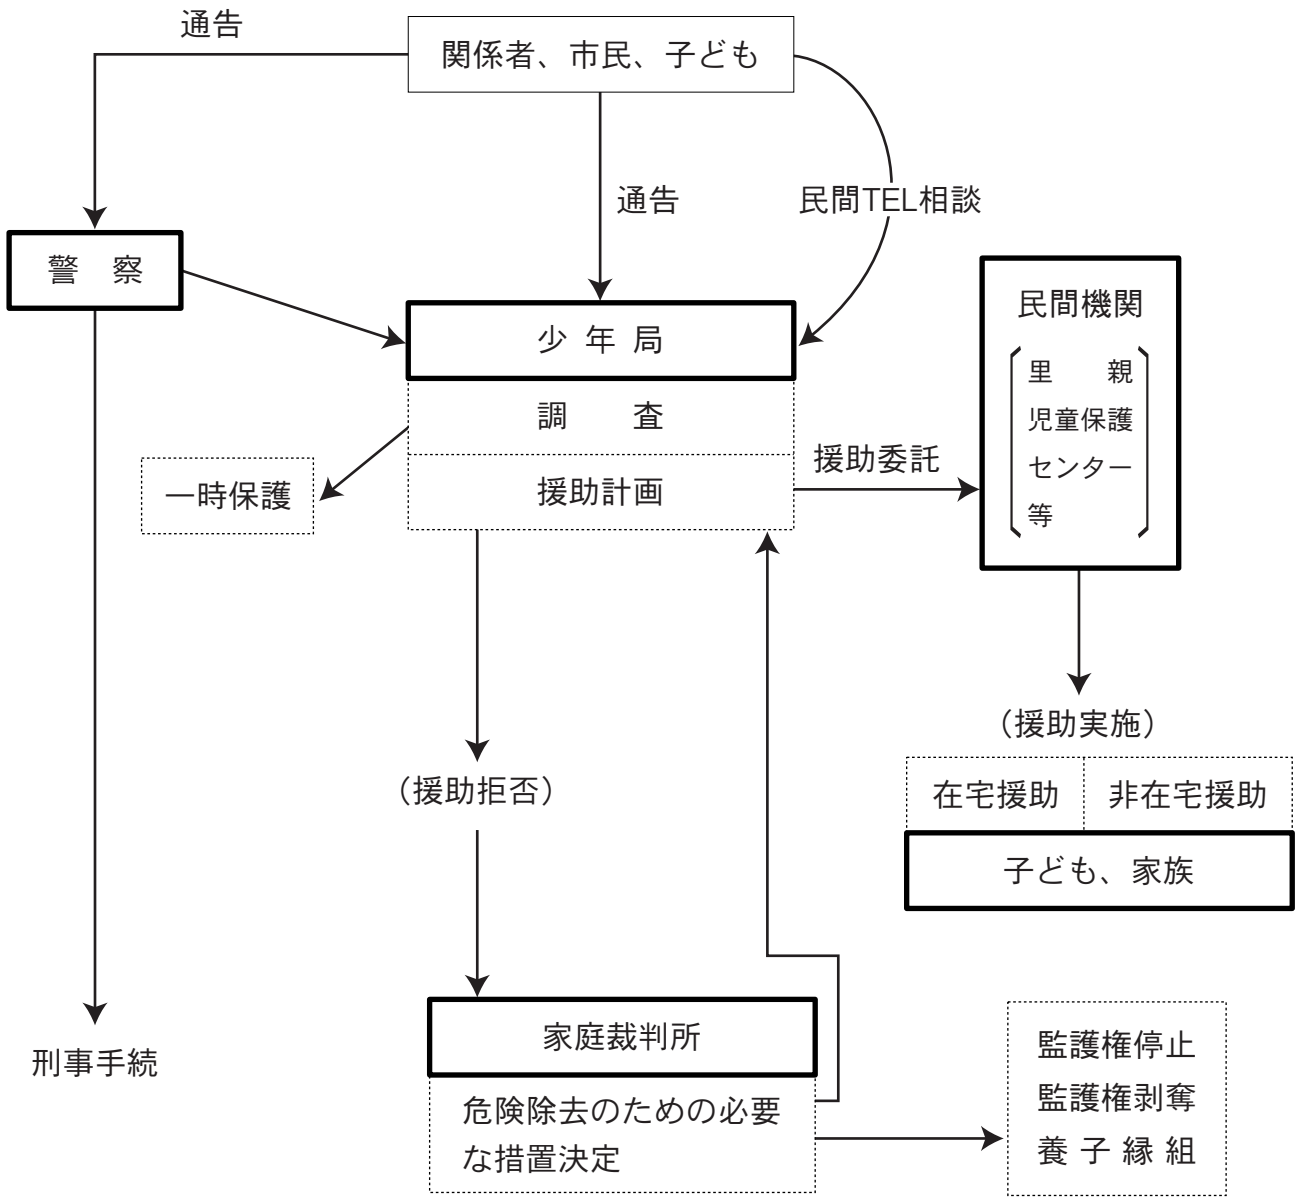 通告
関係者、市民、子ども
通告
民間TEL相談
警　察
少年局
民間機関
里　親
児童保護
センター
等
調　査
援助計画
援助委託
一時保護
（援助実施）
在宅援助
非在宅援助
子ども、家族
（援助拒否）
家庭裁判所
危険除去のための必要
な措置決定
刑事手続
監護権停止
監護権剥奪
養子縁組